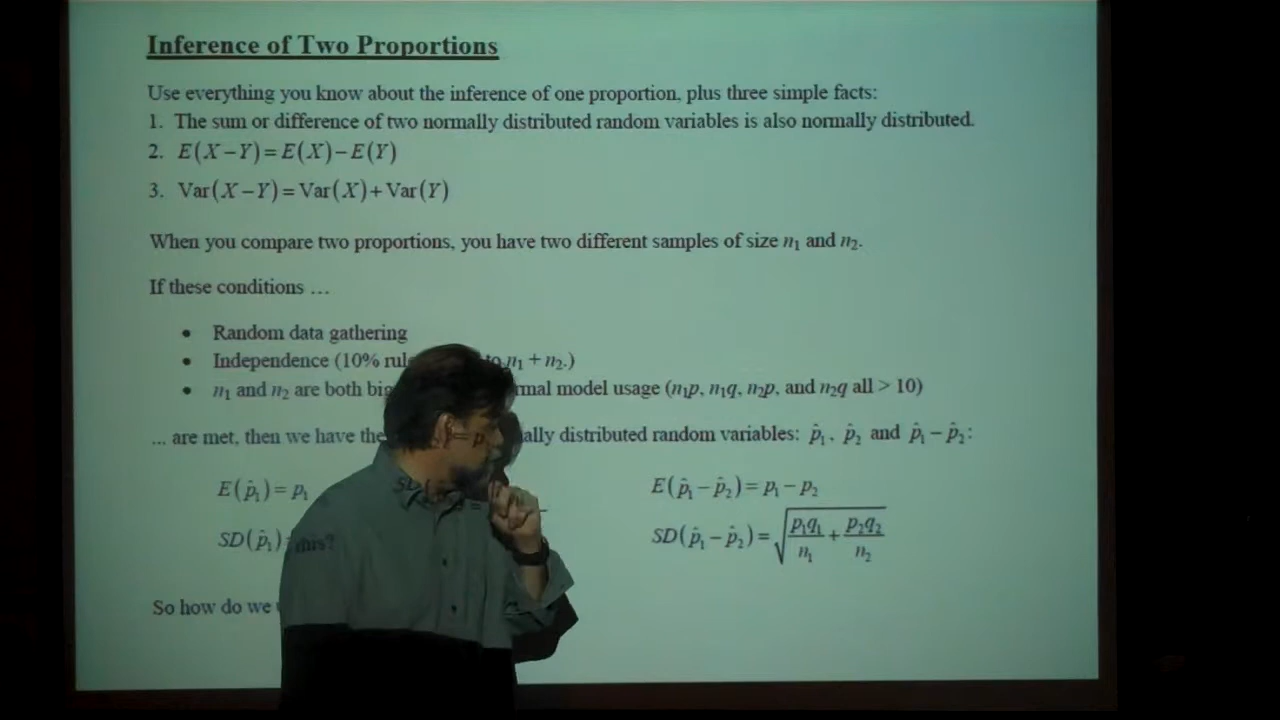 Inference of Two Proportions
Use everything you know about the inference of one proportion, plus three simple facts:
1. The sum or difference of two normally distributed random variables is also normally distributed.
2. E(X−Y)=E(X)−E(Y)
3. Var(X−Y)=Var(X)+Var(Y)
When you compare two proportions, you have two different samples of size n₁ and n₂.
If these conditions …
• Random data gathering
• Independence (10% rule to n₁ + n₂.)
• n₁ and n₂ are both big model usage (n₁p, n₁q, n₂p, and n₂q all > 10)
... are met, then we have the distributed random variables: p̂₁, p̂₂ and p̂₁−p̂₂:
E(p̂₁)=p₁ E(p̂₁−p̂₂)=p₁−p₂
SD(p̂₁) this? SD(p̂₁−p̂₂)=√(p₁q₁/n₁+p₂q₂/n₂)
So how do we